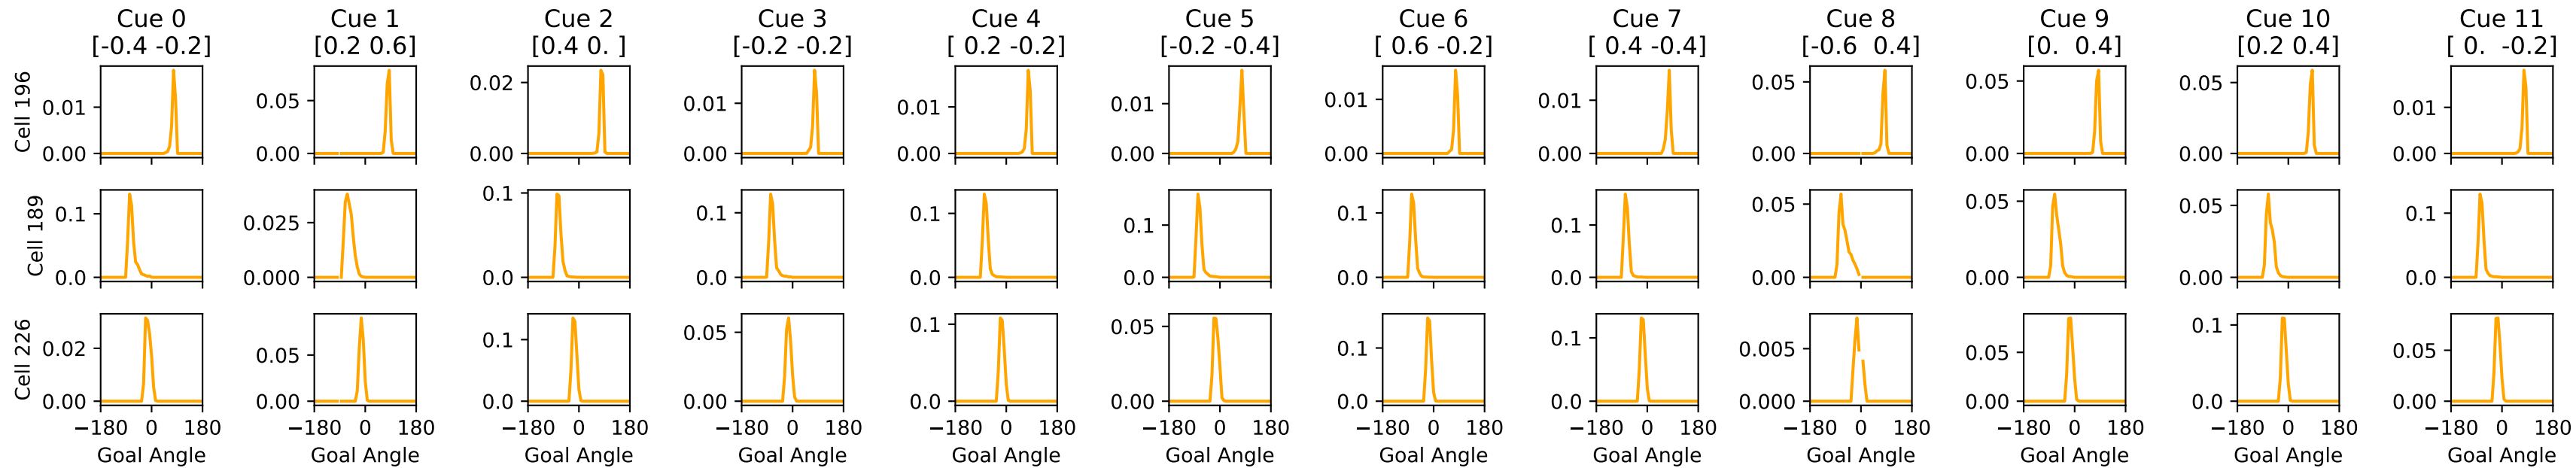 Cue 0 Cue 1 Cue 2 Cue 3 Cue 4 Cue 5 Cue 6 Cue 7 Cue 8 Cue 9 Cue 10 Cue 11
[-0.4 -0.2] [0.2 0.6] [0.4 0. ] [-0.2 -0.2] [ 0.2 -0.2] [-0.2 -0.4] [ 0.6 -0.2] [ 0.4 -0.4] [-0.6 0.4] [0. 0.4] [0.2 0.4] [ 0. -0.2]
Cell 196
0.01 0.05 0.02 0.01 0.01 0.01 0.01 0.01 0.05 0.05 0.05 0.01
0.00 0.00 0.00 0.00 0.00 0.00 0.00 0.00 0.00 0.00 0.00 0.00
Cell 189
0.1 0.025 0.1 0.1 0.1 0.1 0.1 0.1 0.05 0.05 0.05 0.1
0.0 0.000 0.0 0.0 0.0 0.0 0.0 0.0 0.00 0.00 0.00 0.0
Cell 226
0.02 0.05 0.1 0.05 0.1 0.05 0.1 0.1 0.005 0.05 0.1 0.05
0.00 0.00 0.0 0.00 0.0 0.00 0.0 0.0 0.000 0.00 0.0 0.00
−180 0 180 −180 0 180 −180 0 180 −180 0 180 −180 0 180 −180 0 180 −180 0 180 −180 0 180 −180 0 180 −180 0 180 −180 0 180 −180 0 180
Goal Angle Goal Angle Goal Angle Goal Angle Goal Angle Goal Angle Goal Angle Goal Angle Goal Angle Goal Angle Goal Angle Goal Angle